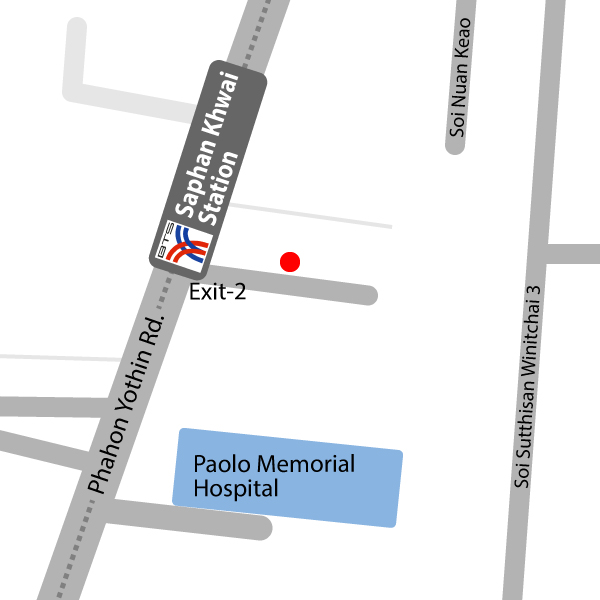 Saphan Khwai
Station
BTS
Exit-2
Phahon Yothin Rd.
Soi Nuan Keao
Soi Sutthisan Winitchai 3
Paolo Memorial
Hospital